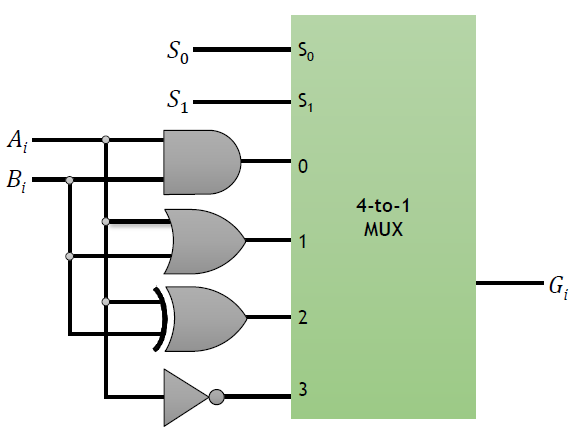 S₀ S₀
S₁ S₁
Aᵢ
Bᵢ
0
1
4-to-1
MUX
Gᵢ
2
3